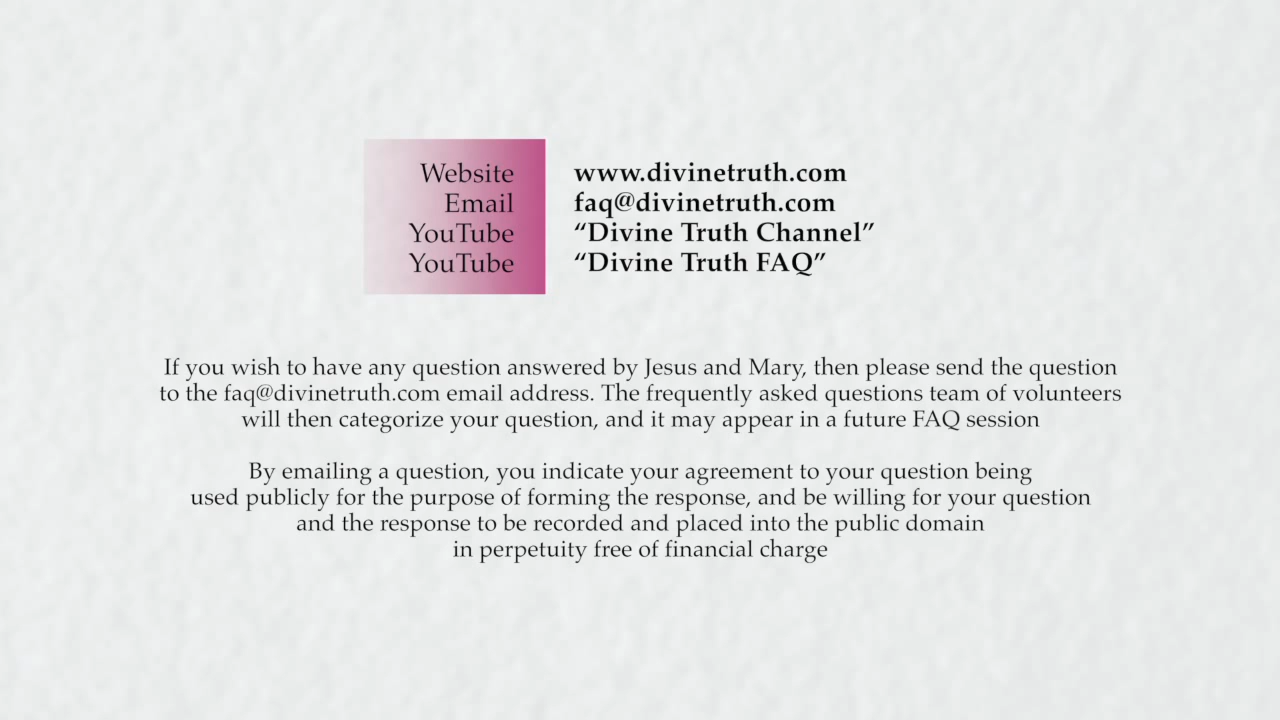 Website www.divinetruth.com
Email faq@divinetruth.com
YouTube “Divine Truth Channel”
YouTube “Divine Truth FAQ”
If you wish to have any question answered by Jesus and Mary, then please send the question
to the faq@divinetruth.com email address. The frequently asked questions team of volunteers
will then categorize your question, and it may appear in a future FAQ session
By emailing a question, you indicate your agreement to your question being
used publicly for the purpose of forming the response, and be willing for your question
and the response to be recorded and placed into the public domain
in perpetuity free of financial charge